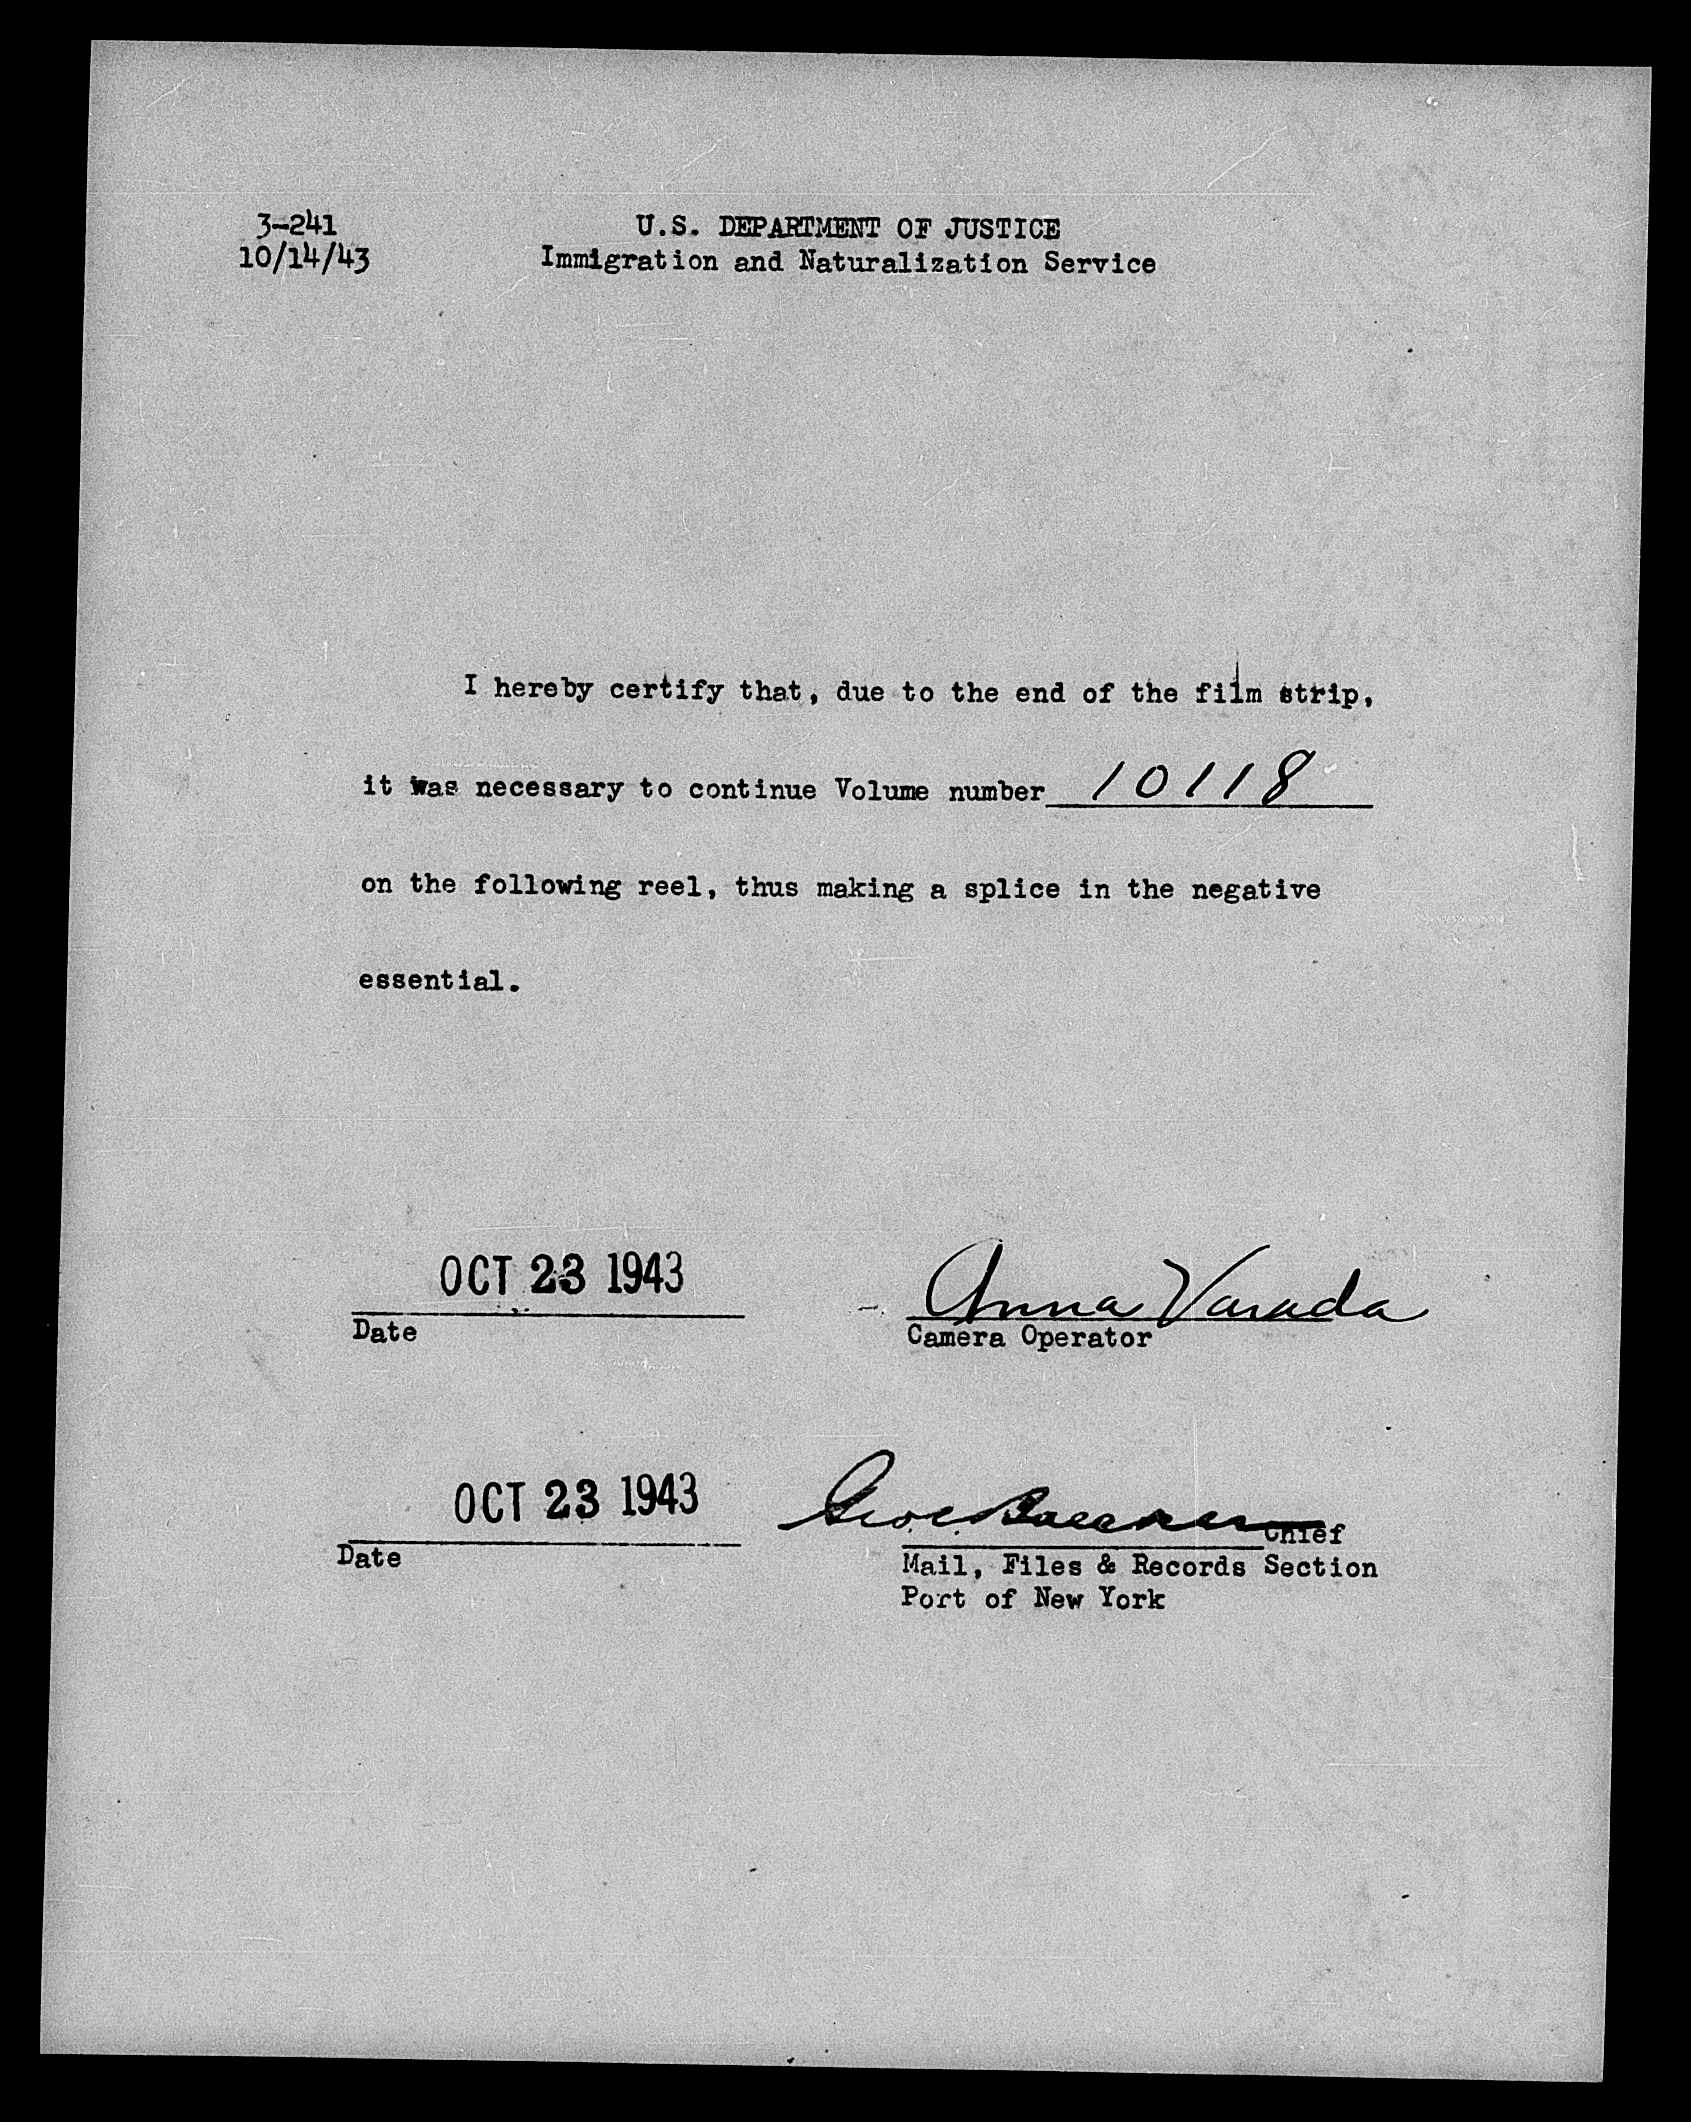 3-241
10/14/43
U.S. DEPARTMENT OF JUSTICE
Immigration and Naturalization Service
I hereby certify that, due to the end of the film strip,
it was necessary to continue Volume number 10118
on the following reel, thus making a splice in the negative
essential.
OCT 23 1943
Date
Anna Varada
Camera Operator
OCT 23 1943
Date
Chief
Mail, Files & Records Section
Port of New York